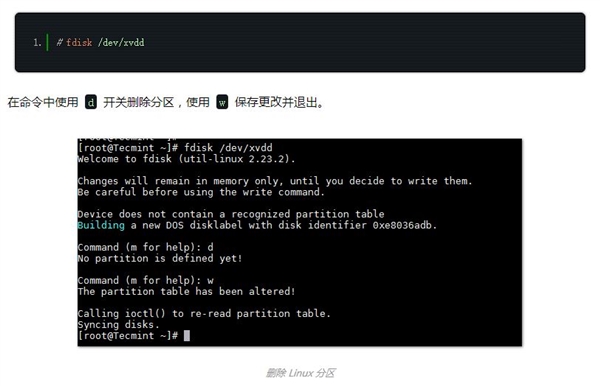 1. # fdisk /dev/xvdd
在命令中使用 d 开关删除分区，使用 w 保存更改并退出。
[root@Tecmint ~]#
[root@Tecmint ~]# fdisk /dev/xvdd
Welcome to fdisk (util-linux 2.23.2).
Changes will remain in memory only, until you decide to write them.
Be careful before using the write command.
Device does not contain a recognized partition table
Building a new DOS disklabel with disk identifier 0xe8036adb.
Command (m for help): d
No partition is defined yet!
Command (m for help): w
The partition table has been altered!
Calling ioctl() to re-read partition table.
Syncing disks.
[root@Tecmint ~]#
删除 Linux 分区